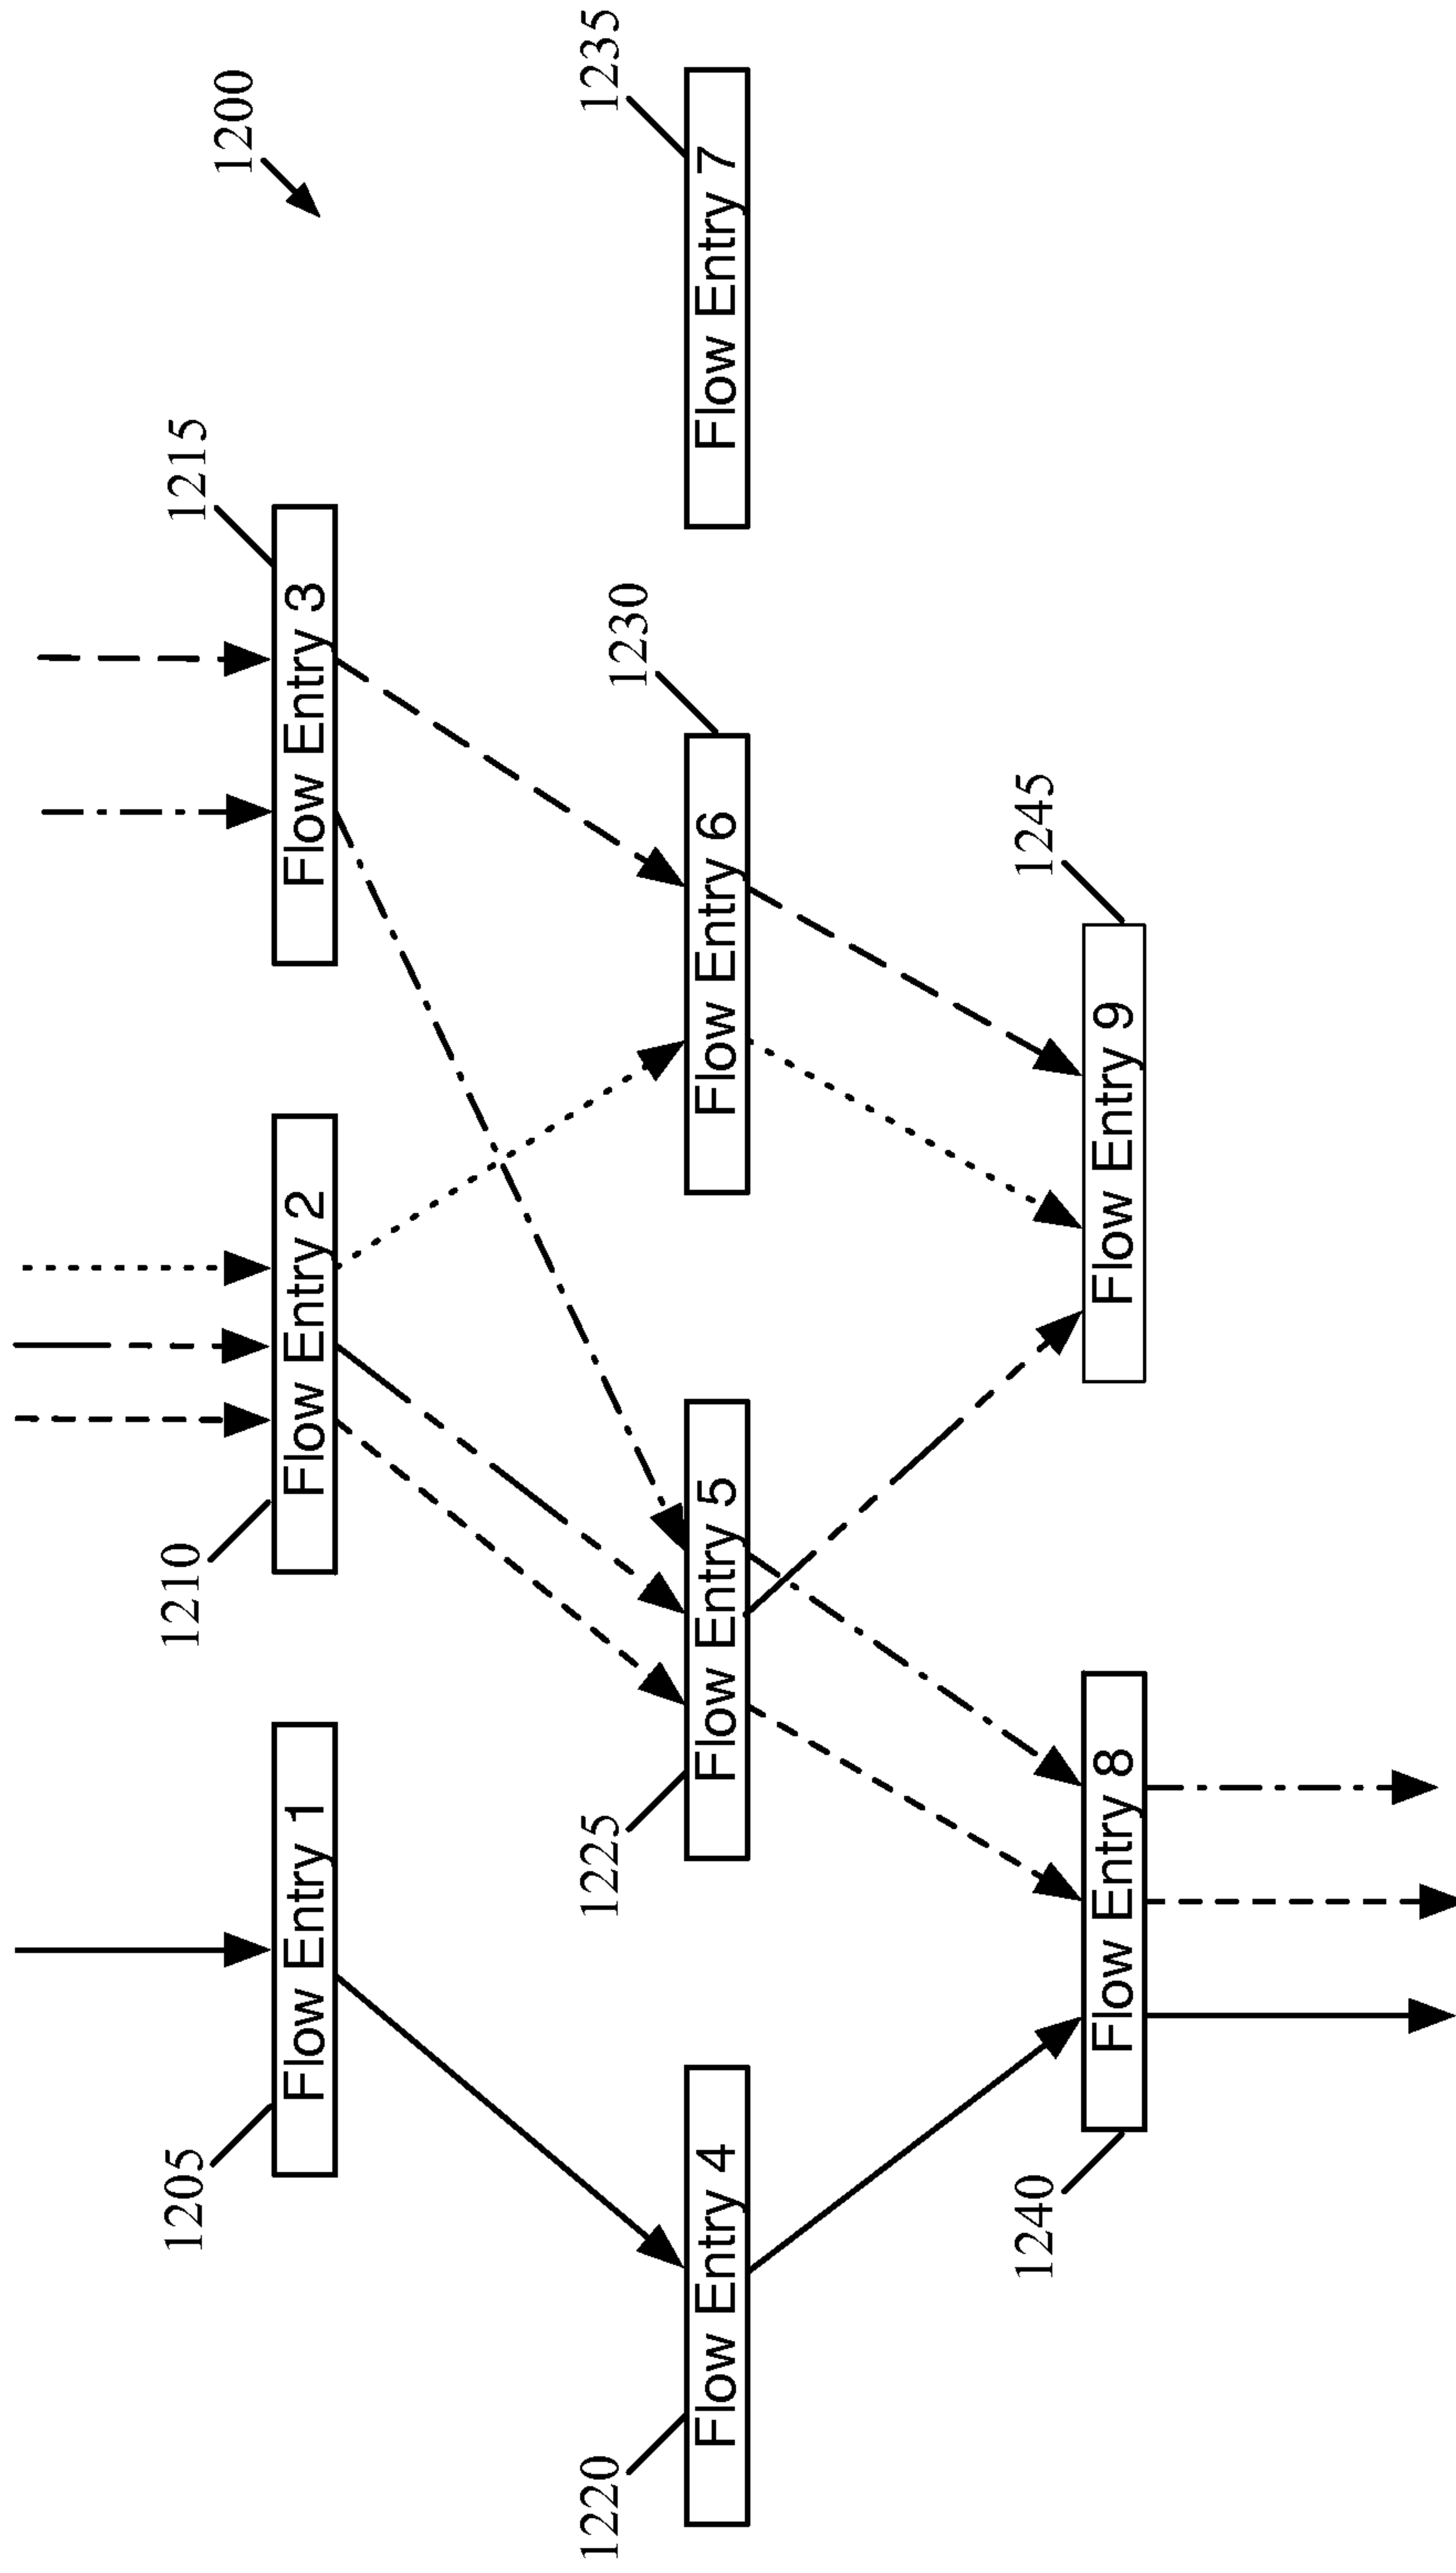 1200
1205
Flow Entry 1
1210
Flow Entry 2
1215
Flow Entry 3
1220
Flow Entry 4
1225
Flow Entry 5
1230
Flow Entry 6
1235
Flow Entry 7
1240
Flow Entry 8
1245
Flow Entry 9